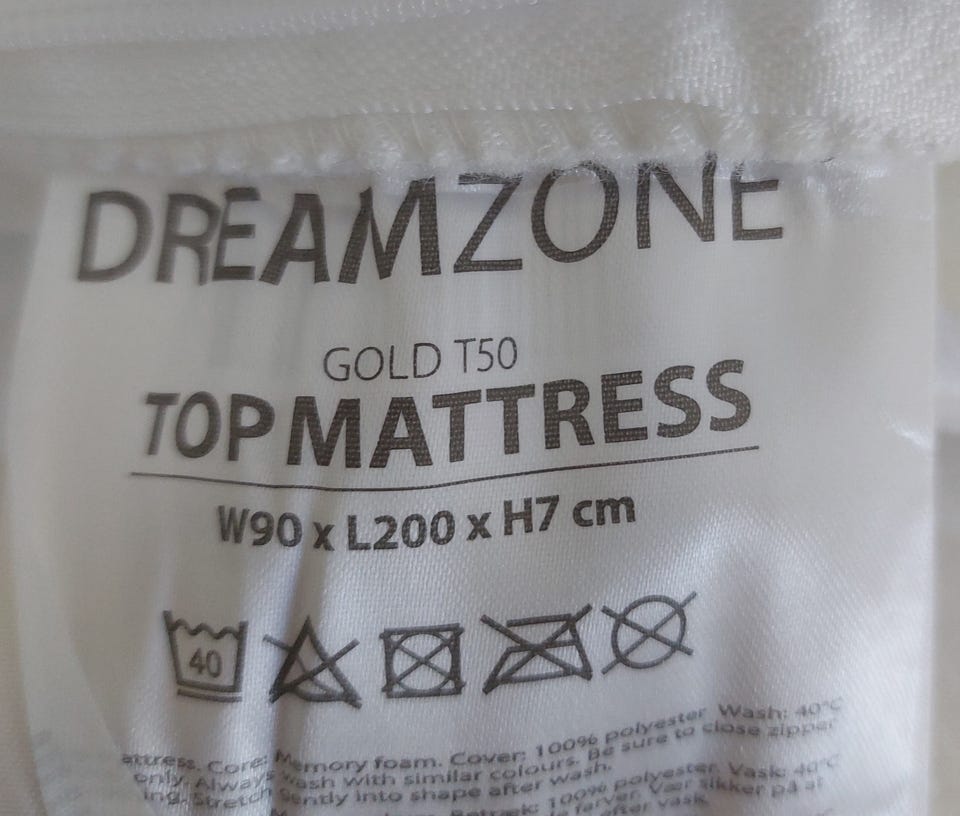 DREAMZONE
GOLD T50
TOP MATTRESS
W90 x L200 x H7 cm
40
attress. Core: Memory foam. Cover: 100% polyester Wash: 40°C
only. Always wash with similar colours. Be sure to close zipper
ing. Stretch gently into shape after wash.
100% polyester. Vask: 40°C
farver. Vær sikker på at
efter vask.